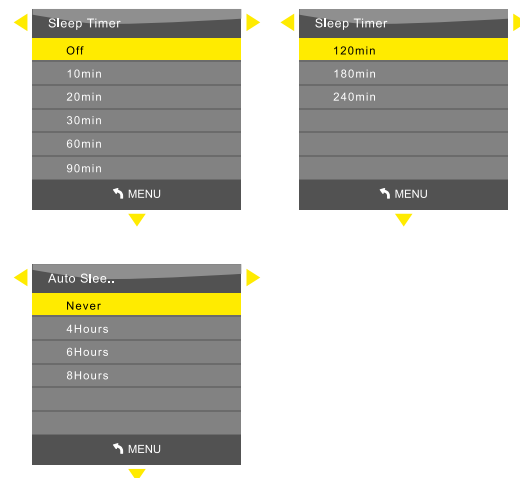 Sleep Timer
Off
10min
20min
30min
60min
90min
MENU
Sleep Timer
120min
180min
240min
MENU
Auto Slee..
Never
4Hours
6Hours
8Hours
MENU